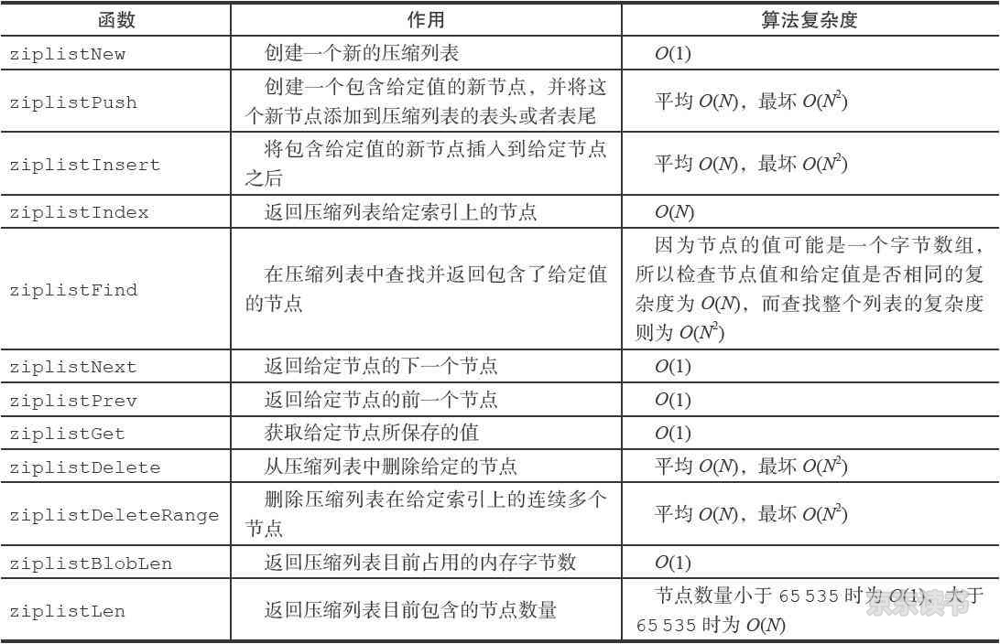 函数 作用 算法复杂度
ziplistNew 创建一个新的压缩列表 O(1)
创建一个包含给定值的新节点，并将这
ziplistPush 平均 O(N)，最坏 O(N²)
个新节点添加到压缩列表的表头或者表尾
将包含给定值的新节点插入到给定节点
ziplistInsert 平均 O(N)，最坏 O(N²)
之后
ziplistIndex 返回压缩列表给定索引上的节点 O(N)
ziplistFind
在压缩列表中查找并返回包含了给定值
的节点
因为节点的值可能是一个字节数组，
所以检查节点值和给定值是否相同的复
杂度为 O(N)，而查找整个列表的复杂度
则为 O(N²)
ziplistNext 返回给定节点的下一个节点 O(1)
ziplistPrev 返回给定节点的前一个节点 O(1)
ziplistGet 获取给定节点所保存的值 O(1)
ziplistDelete 从压缩列表中删除给定的节点 平均 O(N)，最坏 O(N²)
删除压缩列表在给定索引上的连续多个
ziplistDeleteRange 平均 O(N)，最坏 O(N²)
节点
ziplistBlobLen 返回压缩列表目前占用的内存字节数 O(1)
ziplistLen 返回压缩列表目前包含的节点数量
节点数量小于 65 535 时为 O(1)，大于
65 535 时为 O(N)
京东读书